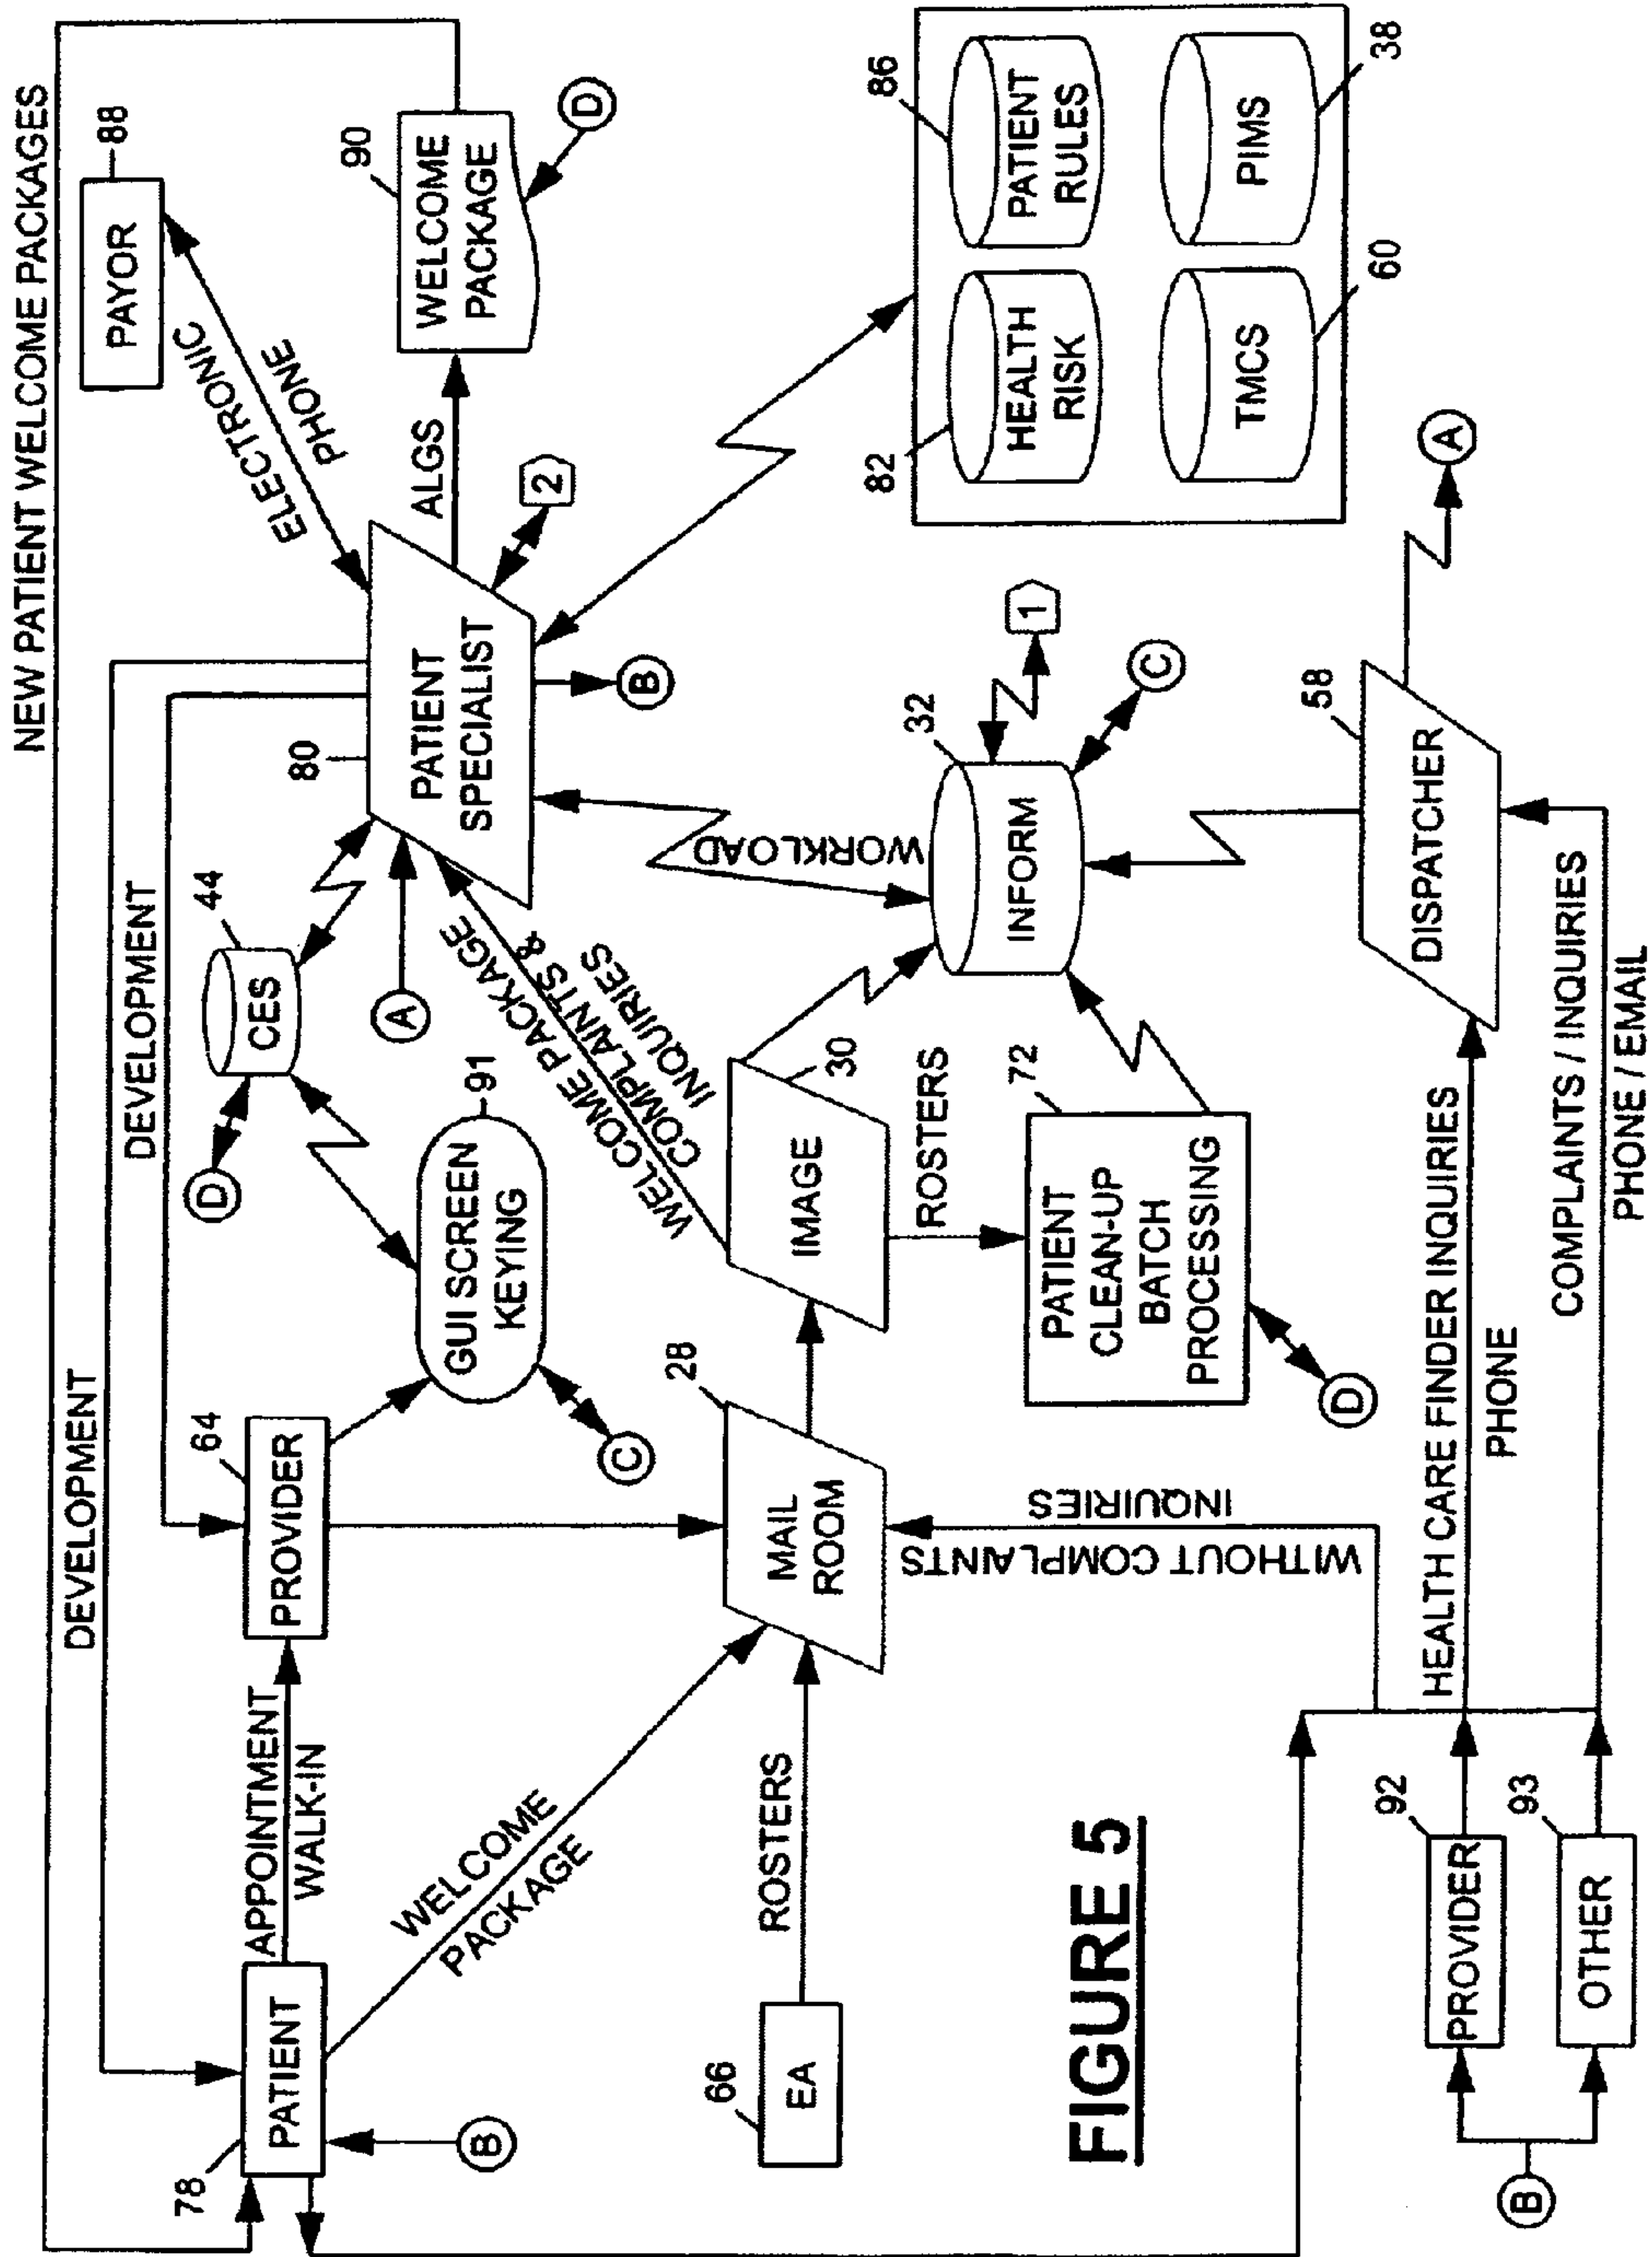 NEW PATIENT WELCOME PACKAGES
DEVELOPMENT
DEVELOPMENT
78
PATIENT
B
APPOINTMENT
WALK-IN
64
PROVIDER
D
44
CES
80
PATIENT
SPECIALIST
ELECTRONIC
PHONE
88
PAYOR
ALGS
90
WELCOME
PACKAGE
D
2
B
A
GUI SCREEN
KEYING
91
C
WELCOME
PACKAGE
66
EA
ROSTERS
28
MAIL
ROOM
WELCOME PACKAGE
COMPLAINTS &
INQUIRIES
IMAGE
30
ROSTERS
72
PATIENT
CLEAN-UP
BATCH
PROCESSING
D
WORKLOAD
32
INFORM
1
C
82
HEALTH
RISK
86
PATIENT
RULES
TMCS
60
PIMS
38
WITHOUT COMPLAINTS
INQUIRIES
58
DISPATCHER
A
B
92
PROVIDER
93
OTHER
HEALTH CARE FINDER INQUIRIES
PHONE
COMPLAINTS / INQUIRIES
PHONE / EMAIL
FIGURE 5